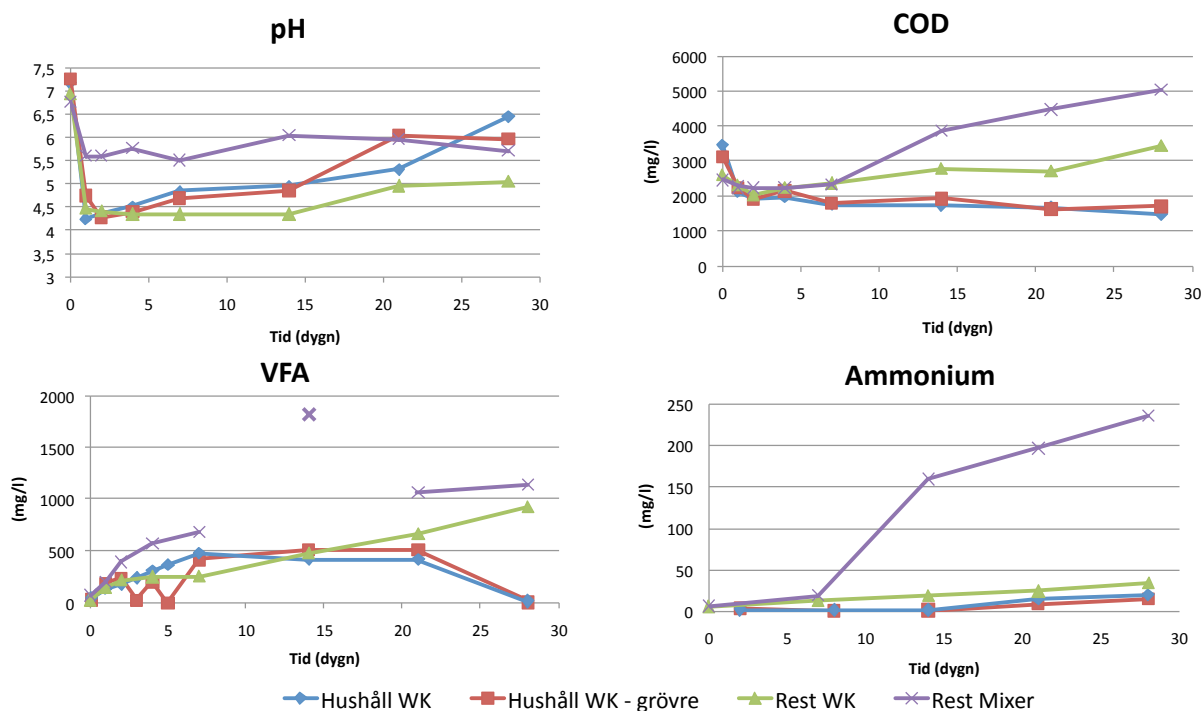 pH
7,5
7
6,5
6
5,5
5
4,5
4
3,5
3
0 5 10 15 20 25 30
Tid (dygn)
COD
(mg/l)
6000
5000
4000
3000
2000
1000
0
0 5 10 15 20 25 30
Tid (dygn)
VFA
(mg/l)
2000
1500
1000
500
0
0 5 10 15 20 25 30
Tid (dygn)
Ammonium
(mg/l)
250
200
150
100
50
0
0 5 10 15 20 25 30
Tid (dygn)
Hushåll WK Hushåll WK - grövre Rest WK Rest Mixer